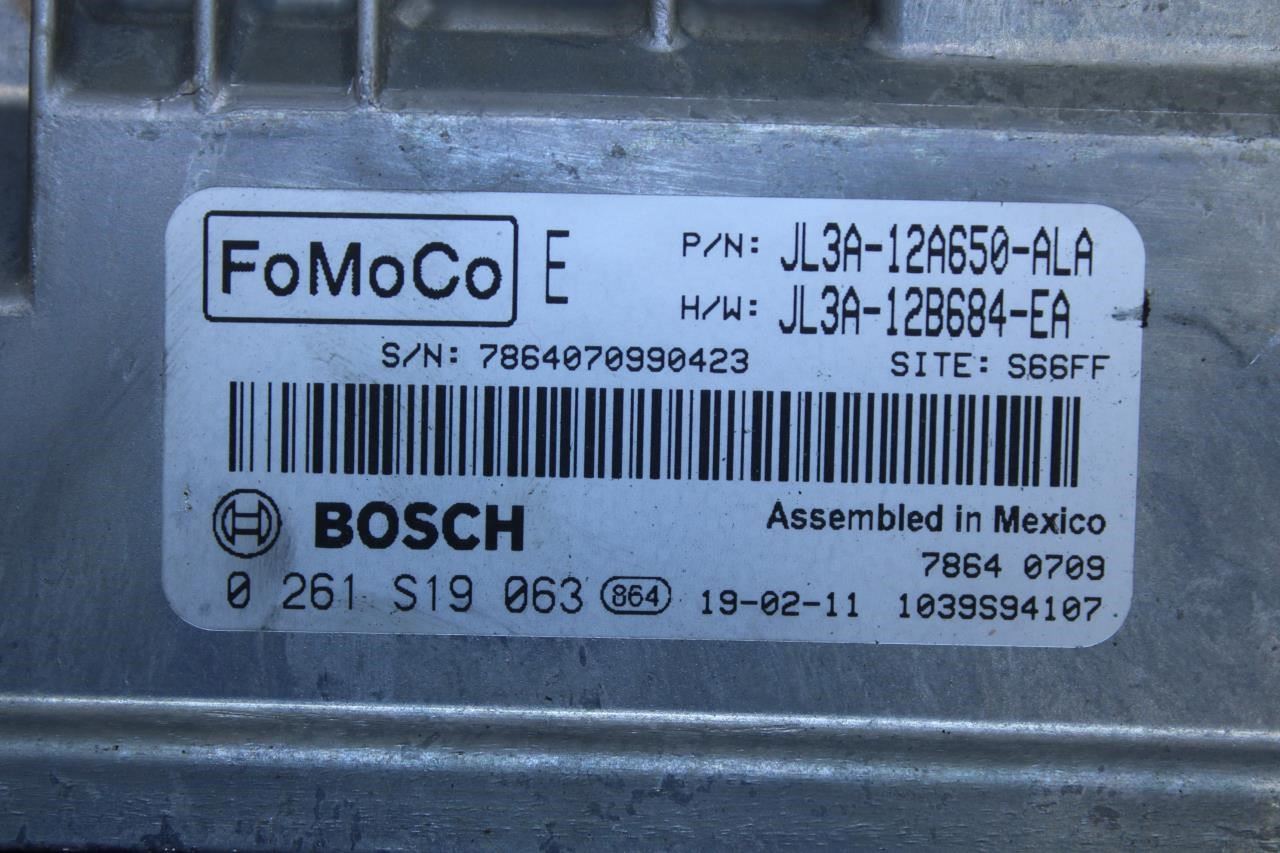 FoMoCo E P/N: JL3A-12A650-ALA
H/W: JL3A-12B684-EA
S/N: 7864070990423 SITE: S66FF
BOSCH Assembled in Mexico
7864 0709
0 261 S19 063 864 19-02-11 1039S94107